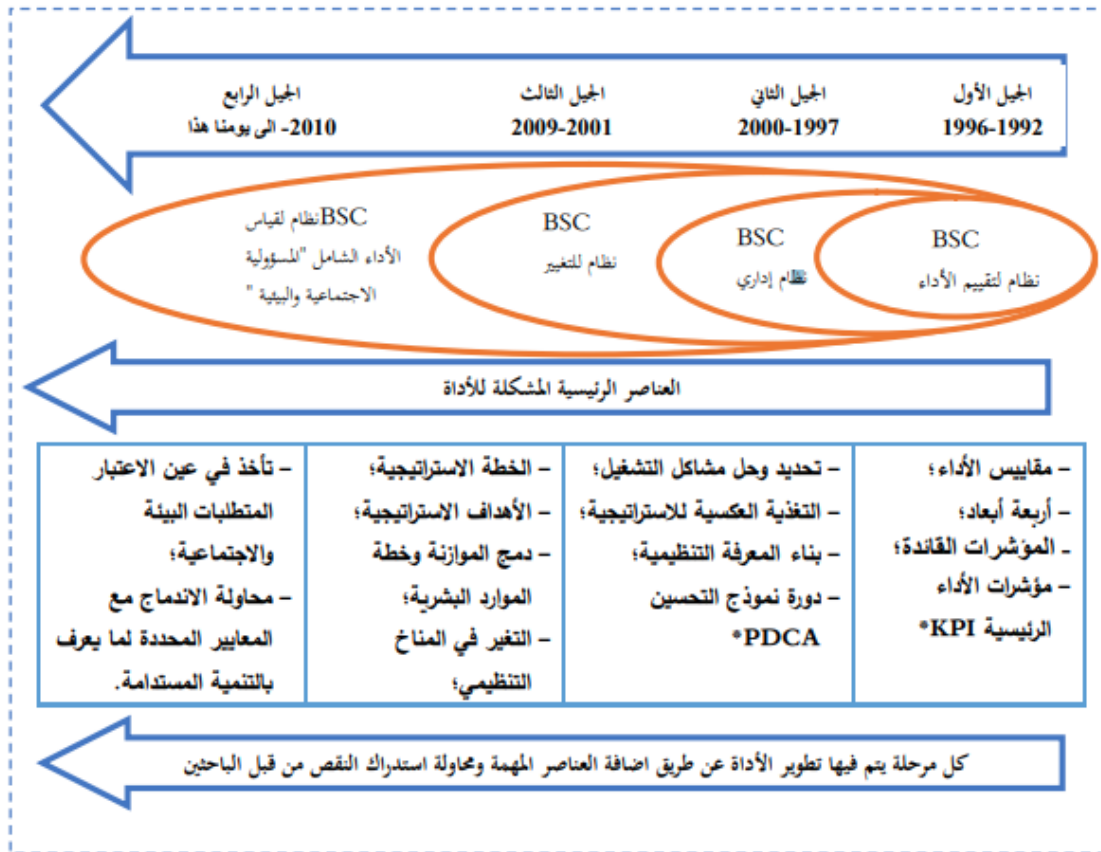 الجيل الأول
1996-1992
الجيل الثاني
2000-1997
الجيل الثالث
2009-2001
الجيل الرابع
2010- الى يومنا هذا
BSC
نظام لتقييم الأداء
BSC
نظام إداري
BSC
نظام للتغيير
BSC نظام لقياس
الأداء الشامل "المسؤولية
الاجتماعية والبيئية "
العناصر الرئيسية المشكلة للأداة
– مقاييس الأداء؛
– أربعة أبعاد؛
- المؤشرات القائدة؛
– مؤشرات الأداء
الرئيسية KPI*
– تحديد وحل مشاكل التشغيل؛
– التغذية العكسية للاستراتيجية؛
– بناء المعرفة التنظيمية؛
– دورة نموذج التحسين
PDCA*
– الخطة الاستراتيجية؛
– الأهداف الاستراتيجية؛
– دمج الموازنة وخطة
الموارد البشرية؛
– التغير في المناخ
التنظيمي؛
– تأخذ في عين الاعتبار
المتطلبات البيئة
والاجتماعية؛
– محاولة الاندماج مع
المعايير المحددة لما يعرف
بالتنمية المستدامة.
كل مرحلة يتم فيها تطوير الأداة عن طريق اضافة العناصر المهمة ومحاولة استدراك النقص من قبل الباحثين